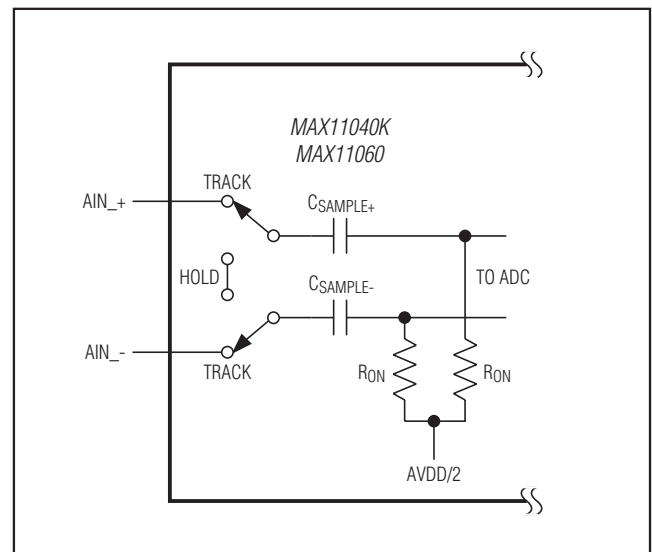 MAX11040K
MAX11060
TRACK
AIN_+
CSAMPLE+
HOLD
TO ADC
CSAMPLE-
AIN_-
TRACK
RON
RON
AVDD/2